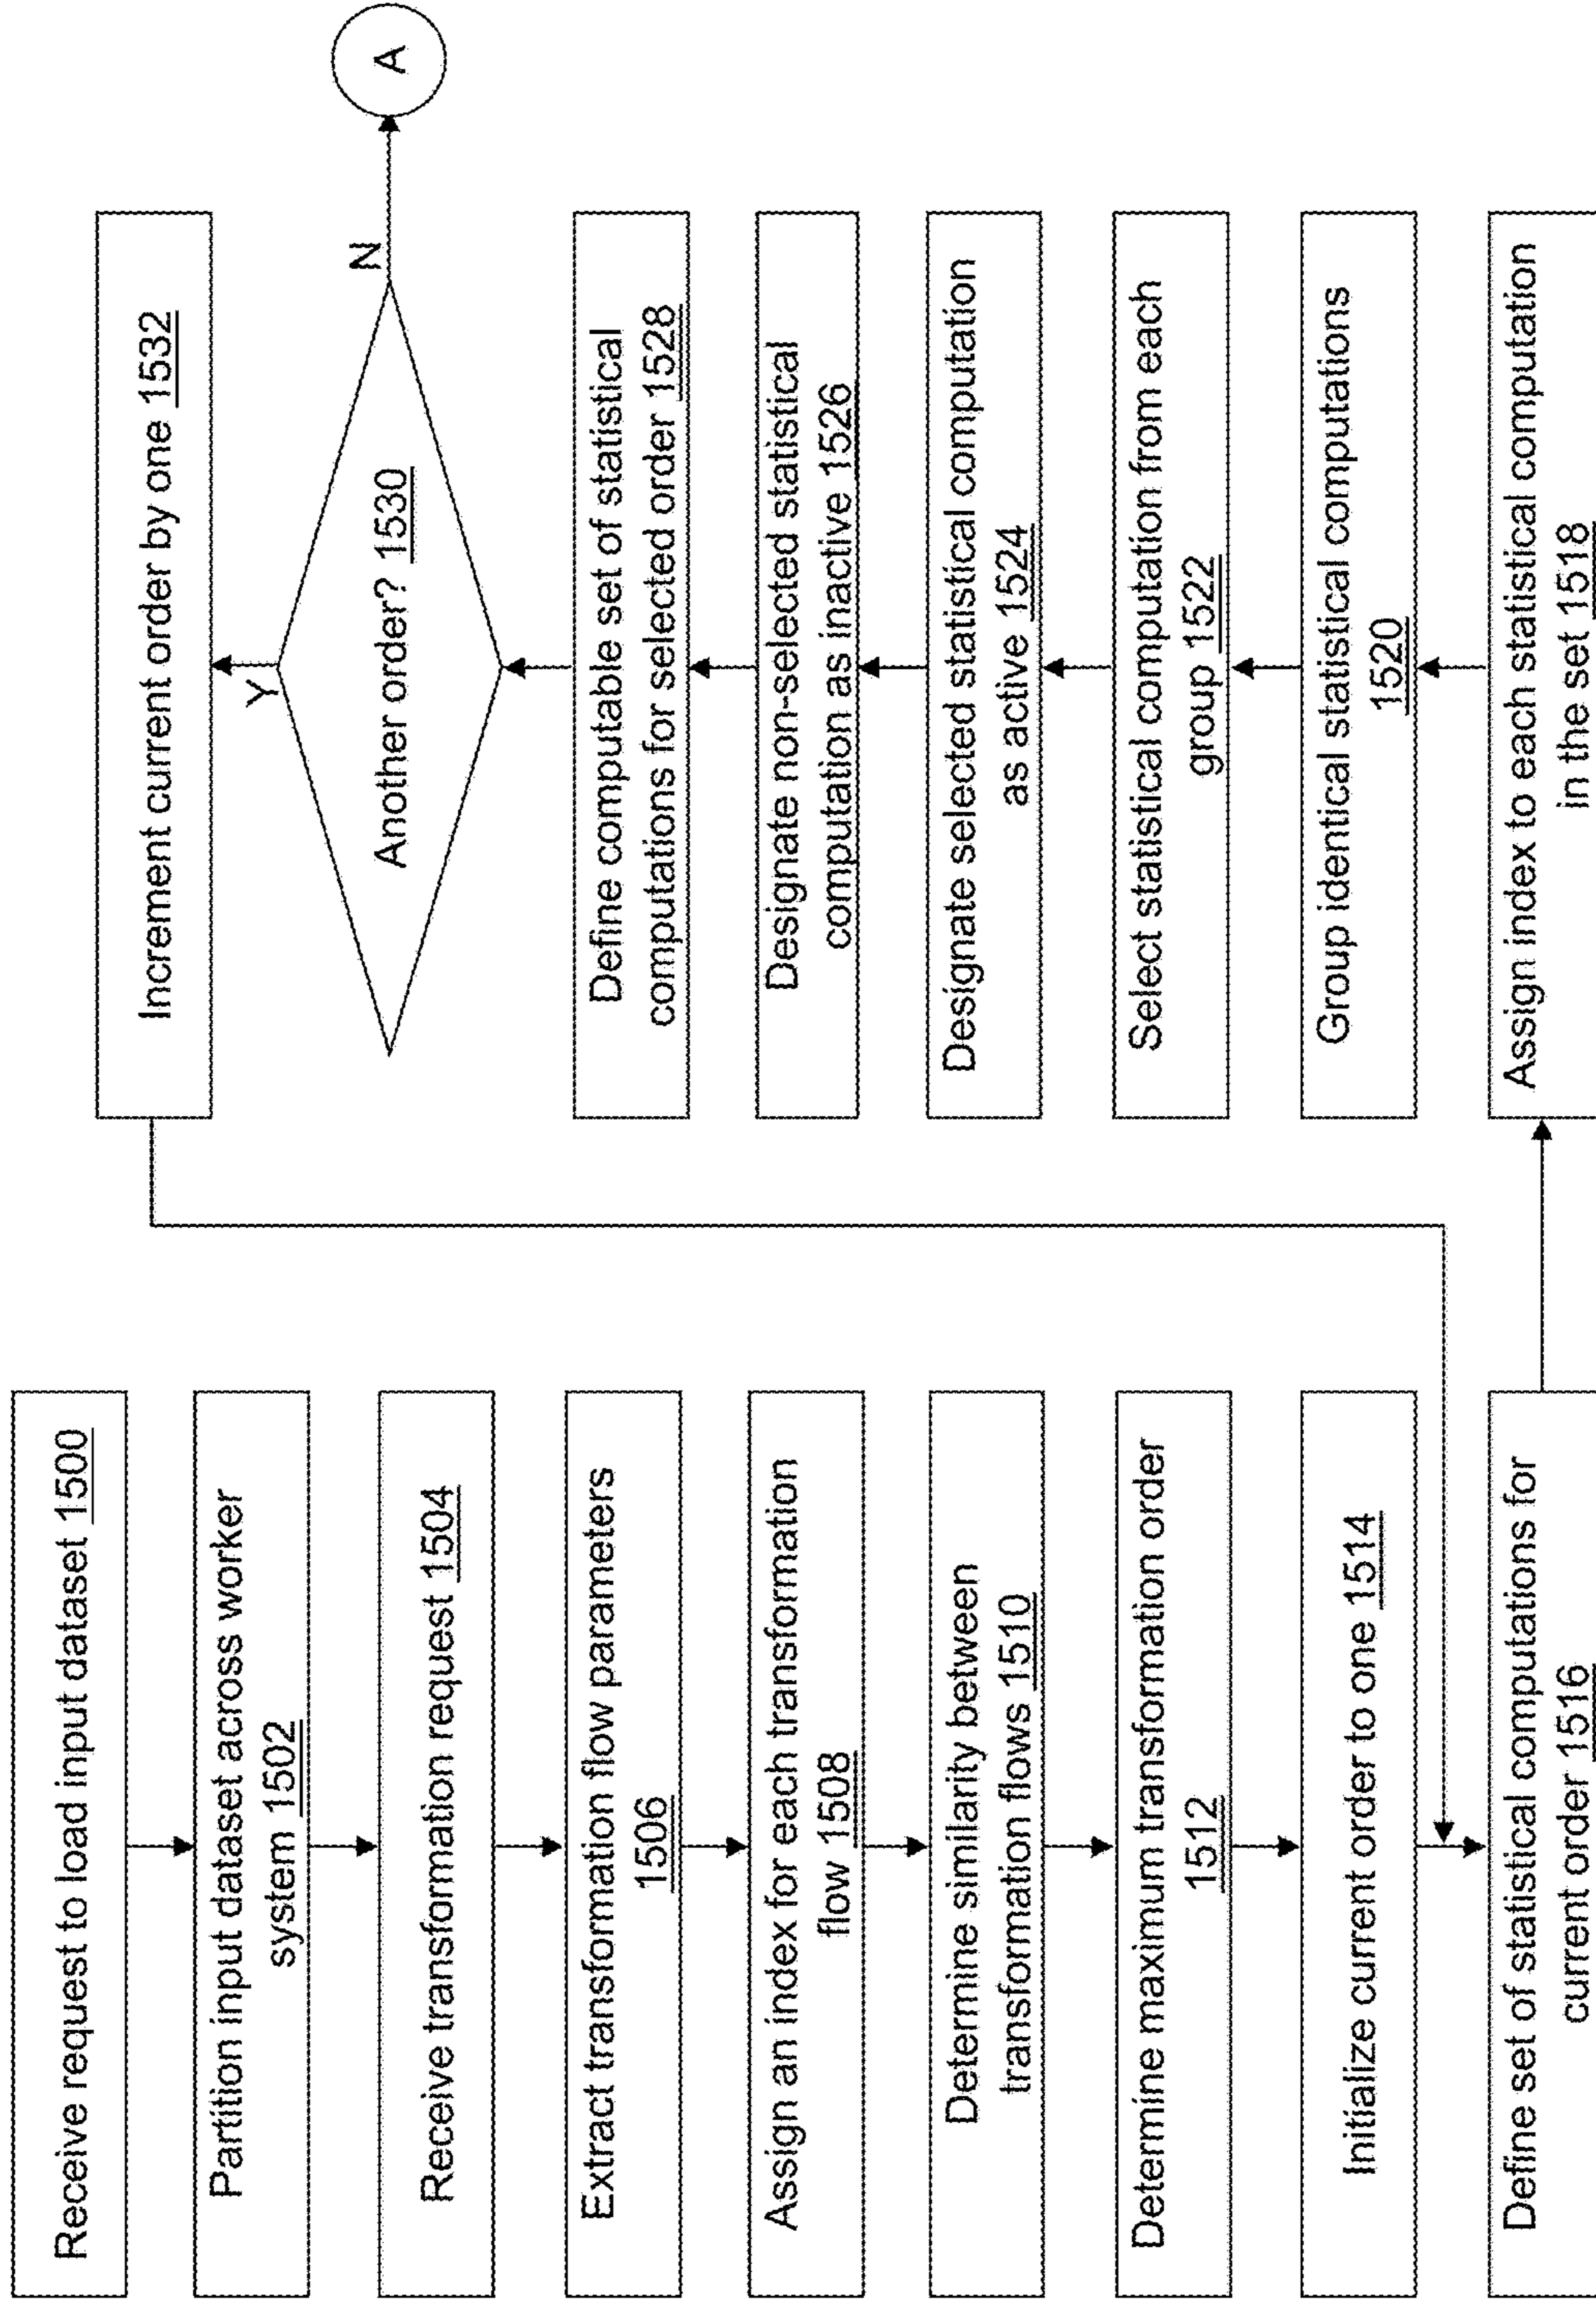 Receive request to load input dataset 1500
Partition input dataset across worker
system 1502
Receive transformation request 1504
Extract transformation flow parameters
1506
Assign an index for each transformation
flow 1508
Determine similarity between
transformation flows 1510
Determine maximum transformation order
1512
Initialize current order to one 1514
Define set of statistical computations for
current order 1516
Assign index to each statistical computation
in the set 1518
Group identical statistical computations
1520
Select statistical computation from each
group 1522
Designate selected statistical computation
as active 1524
Designate non-selected statistical
computation as inactive 1526
Define computable set of statistical
computations for selected order 1528
Another order? 1530
Y
N
Increment current order by one 1532
A